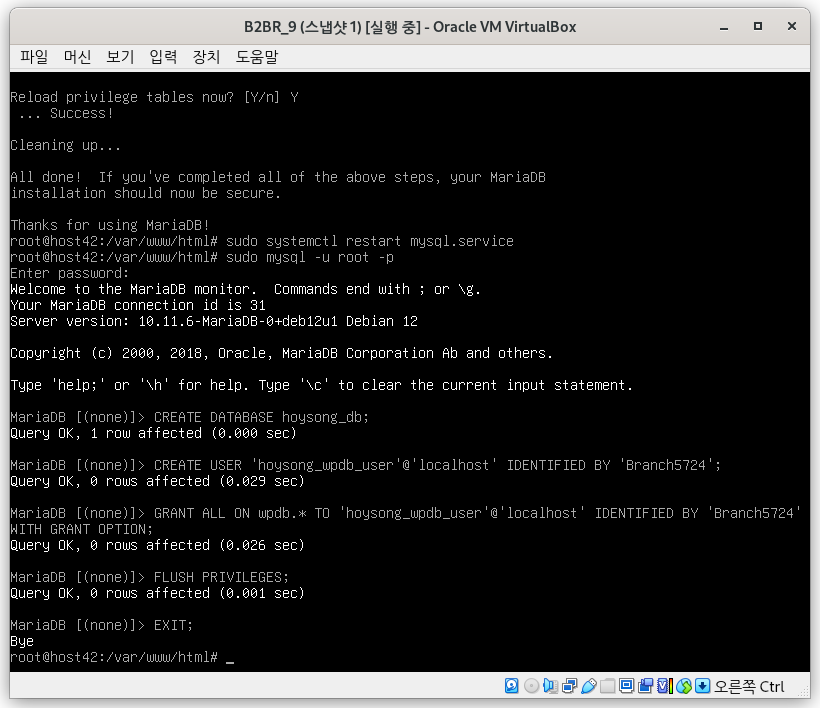 B2BR_9 (스냅샷 1) [실행 중] - Oracle VM VirtualBox
파일 머신 보기 입력 장치 도움말
Reload privilege tables now? [Y/n] Y
 ... Success!
Cleaning up...
All done!  If you've completed all of the above steps, your MariaDB
installation should now be secure.
Thanks for using MariaDB!
root@host42:/var/www/html# sudo systemctl restart mysql.service
root@host42:/var/www/html# sudo mysql -u root -p
Enter password:
Welcome to the MariaDB monitor.  Commands end with ; or \g.
Your MariaDB connection id is 31
Server version: 10.11.6-MariaDB-0+deb12u1 Debian 12
Copyright (c) 2000, 2018, Oracle, MariaDB Corporation Ab and others.
Type 'help;' or '\h' for help. Type '\c' to clear the current input statement.
MariaDB [(none)]> CREATE DATABASE hoysong_db;
Query OK, 1 row affected (0.000 sec)
MariaDB [(none)]> CREATE USER 'hoysong_wpdb_user'@'localhost' IDENTIFIED BY 'Branch5724';
Query OK, 0 rows affected (0.029 sec)
MariaDB [(none)]> GRANT ALL ON wpdb.* TO 'hoysong_wpdb_user'@'localhost' IDENTIFIED BY 'Branch5724'
WITH GRANT OPTION;
Query OK, 0 rows affected (0.026 sec)
MariaDB [(none)]> FLUSH PRIVILEGES;
Query OK, 0 rows affected (0.001 sec)
MariaDB [(none)]> EXIT;
Bye
root@host42:/var/www/html# _
오른쪽 Ctrl